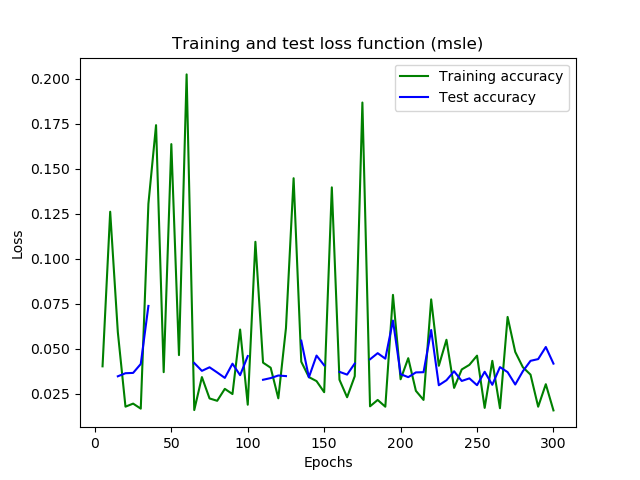 Training and test loss function (msle)
Training accuracy
Test accuracy
0.200
0.175
0.150
0.125
0.100
0.075
0.050
0.025
Loss
0 50 100 150 200 250 300
Epochs